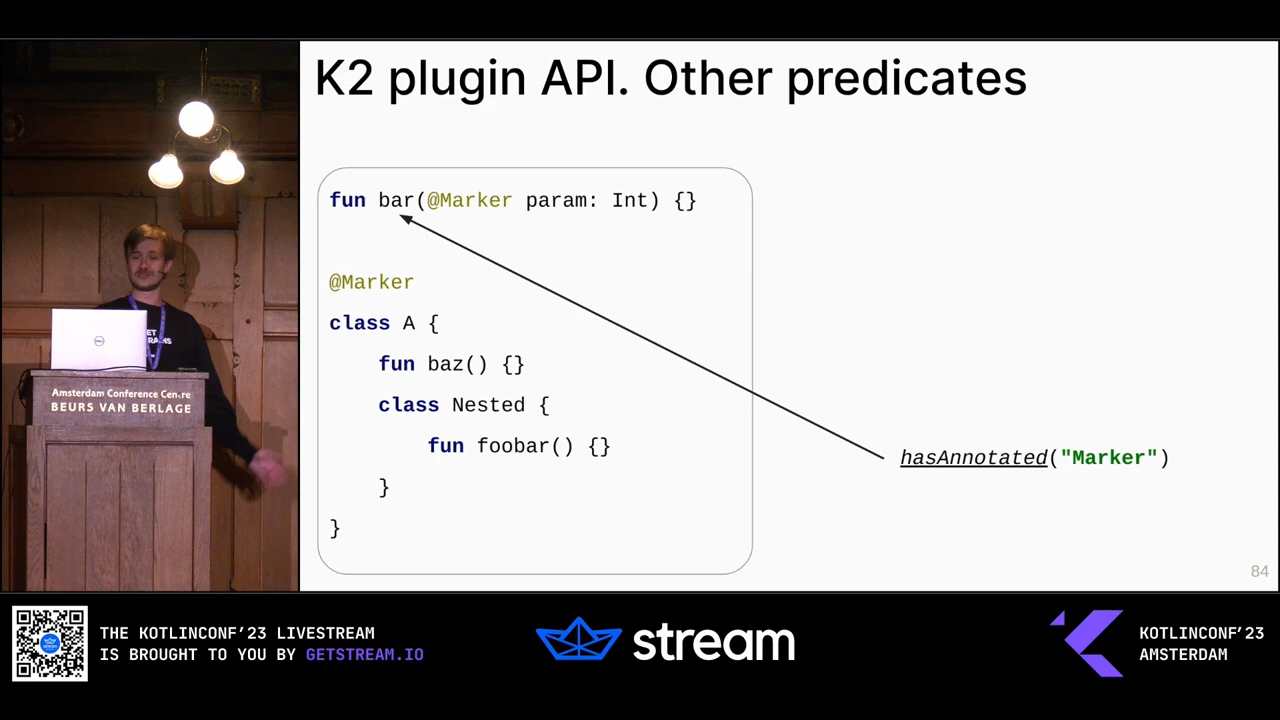 K2 plugin API. Other predicates
fun bar(@Marker param: Int) {}
@Marker
class A {
fun baz() {}
class Nested {
fun foobar() {}
}
}
hasAnnotated("Marker")
84
Amsterdam Conference Centre
BEURS VAN BERLAGE
THE KOTLINCONF'23 LIVESTREAM
IS BROUGHT TO YOU BY GETSTREAM.IO
stream
KOTLINCONF'23
AMSTERDAM